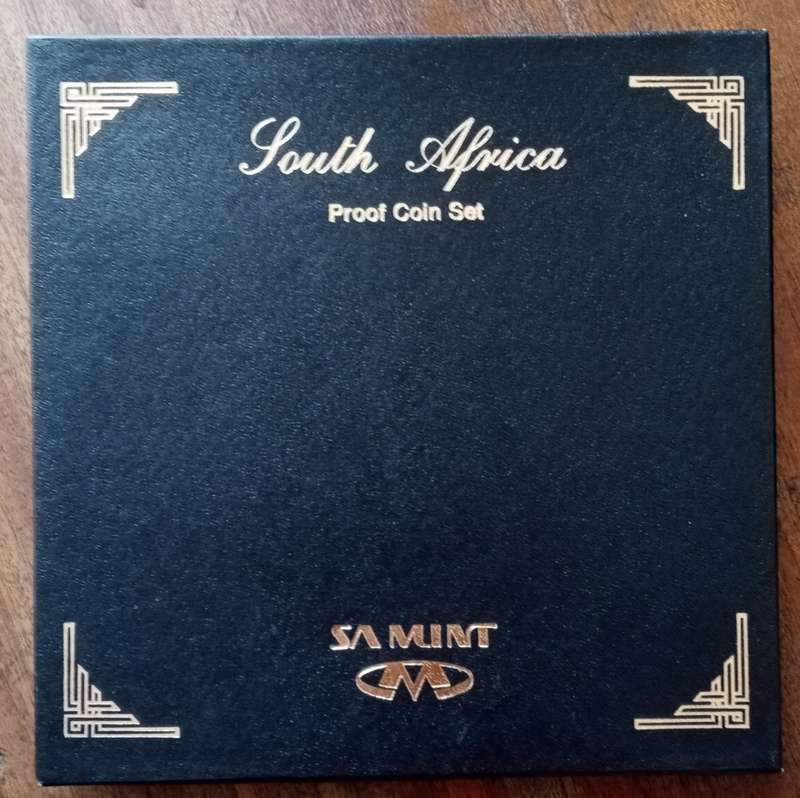 South Africa
Proof Coin Set
SA MINT